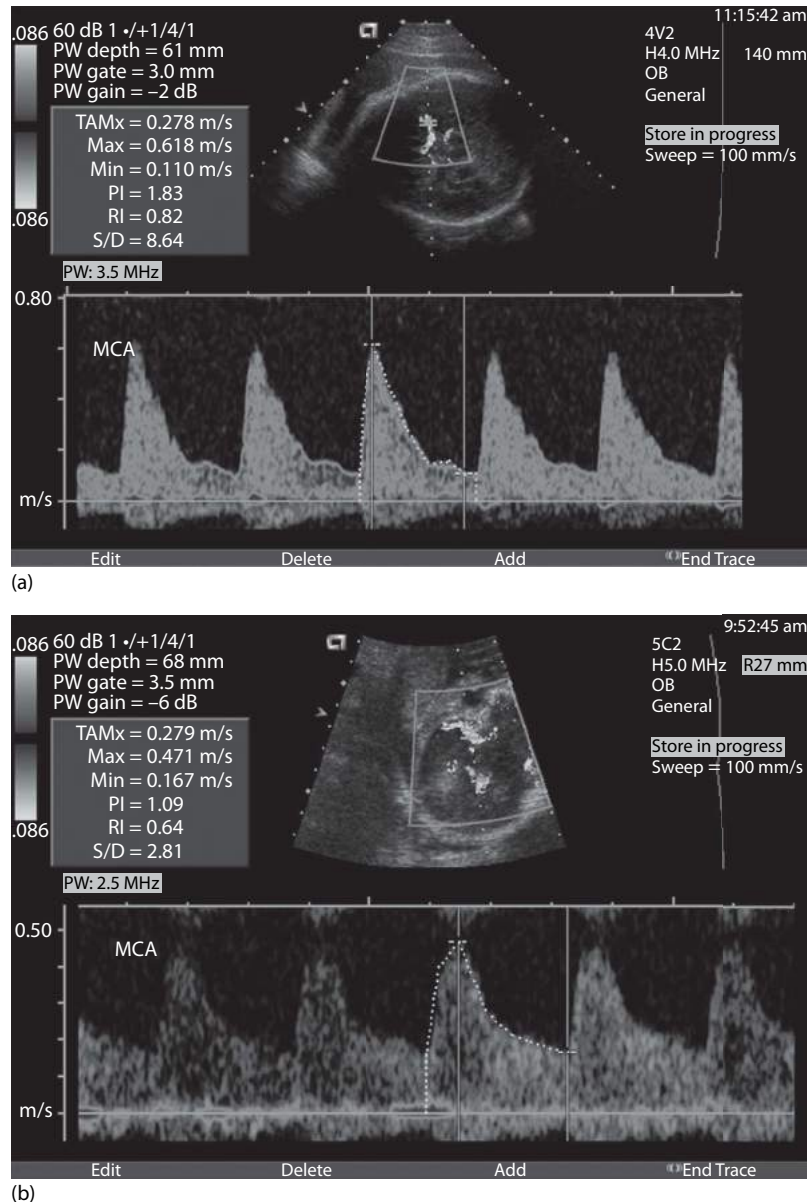 11:15:42 am
.086 60 dB 1 •/+1/4/1
PW depth = 61 mm
PW gate = 3.0 mm
PW gain = –2 dB
4V2
H4.0 MHz 140 mm
OB
General
Store in progress
Sweep = 100 mm/s
TAMx = 0.278 m/s
Max = 0.618 m/s
Min = 0.110 m/s
PI = 1.83
RI = 0.82
S/D = 8.64
.086
PW: 3.5 MHz
0.80
MCA
m/s
Edit Delete Add End Trace
(a)
9:52:45 am
.086 60 dB 1 •/+1/4/1
PW depth = 68 mm
PW gate = 3.5 mm
PW gain = –6 dB
5C2
H5.0 MHz R27 mm
OB
General
Store in progress
Sweep = 100 mm/s
TAMx = 0.279 m/s
Max = 0.471 m/s
Min = 0.167 m/s
PI = 1.09
RI = 0.64
S/D = 2.81
.086
PW: 2.5 MHz
0.50
MCA
m/s
Edit Delete Add End Trace
(b)